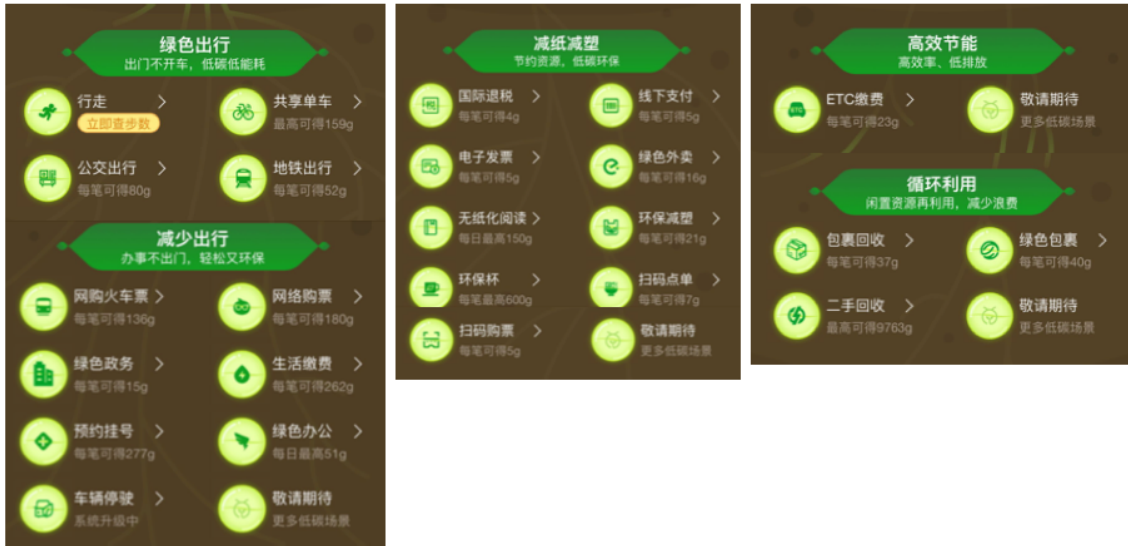 绿色出行
出门不开车，低碳低能耗
行走
立即查步数
共享单车
最高可得159g
公交出行
每笔可得80g
地铁出行
每笔可得52g
减少出行
办事不出门，轻松又环保
网购火车票
每笔可得136g
网络购票
每笔可得180g
绿色政务
每笔可得15g
生活缴费
每笔可得262g
预约挂号
每笔可得277g
绿色办公
每日最高51g
车辆停驶
系统升级中
敬请期待
更多低碳场景
减纸减塑
节约资源，低碳环保
国际退税
每笔可得4g
线下支付
每笔可得5g
电子发票
每笔可得5g
绿色外卖
每笔可得16g
无纸化阅读
每日最高150g
环保减塑
每笔可得21g
环保杯
每笔最高600g
扫码点单
每笔可得7g
扫码购票
每笔可得5g
敬请期待
更多低碳场景
高效节能
高效率、低排放
ETC缴费
每笔可得23g
敬请期待
更多低碳场景
循环利用
闲置资源再利用，减少浪费
包裹回收
每笔可得37g
绿色包裹
每笔可得40g
二手回收
最高可得9763g
敬请期待
更多低碳场景